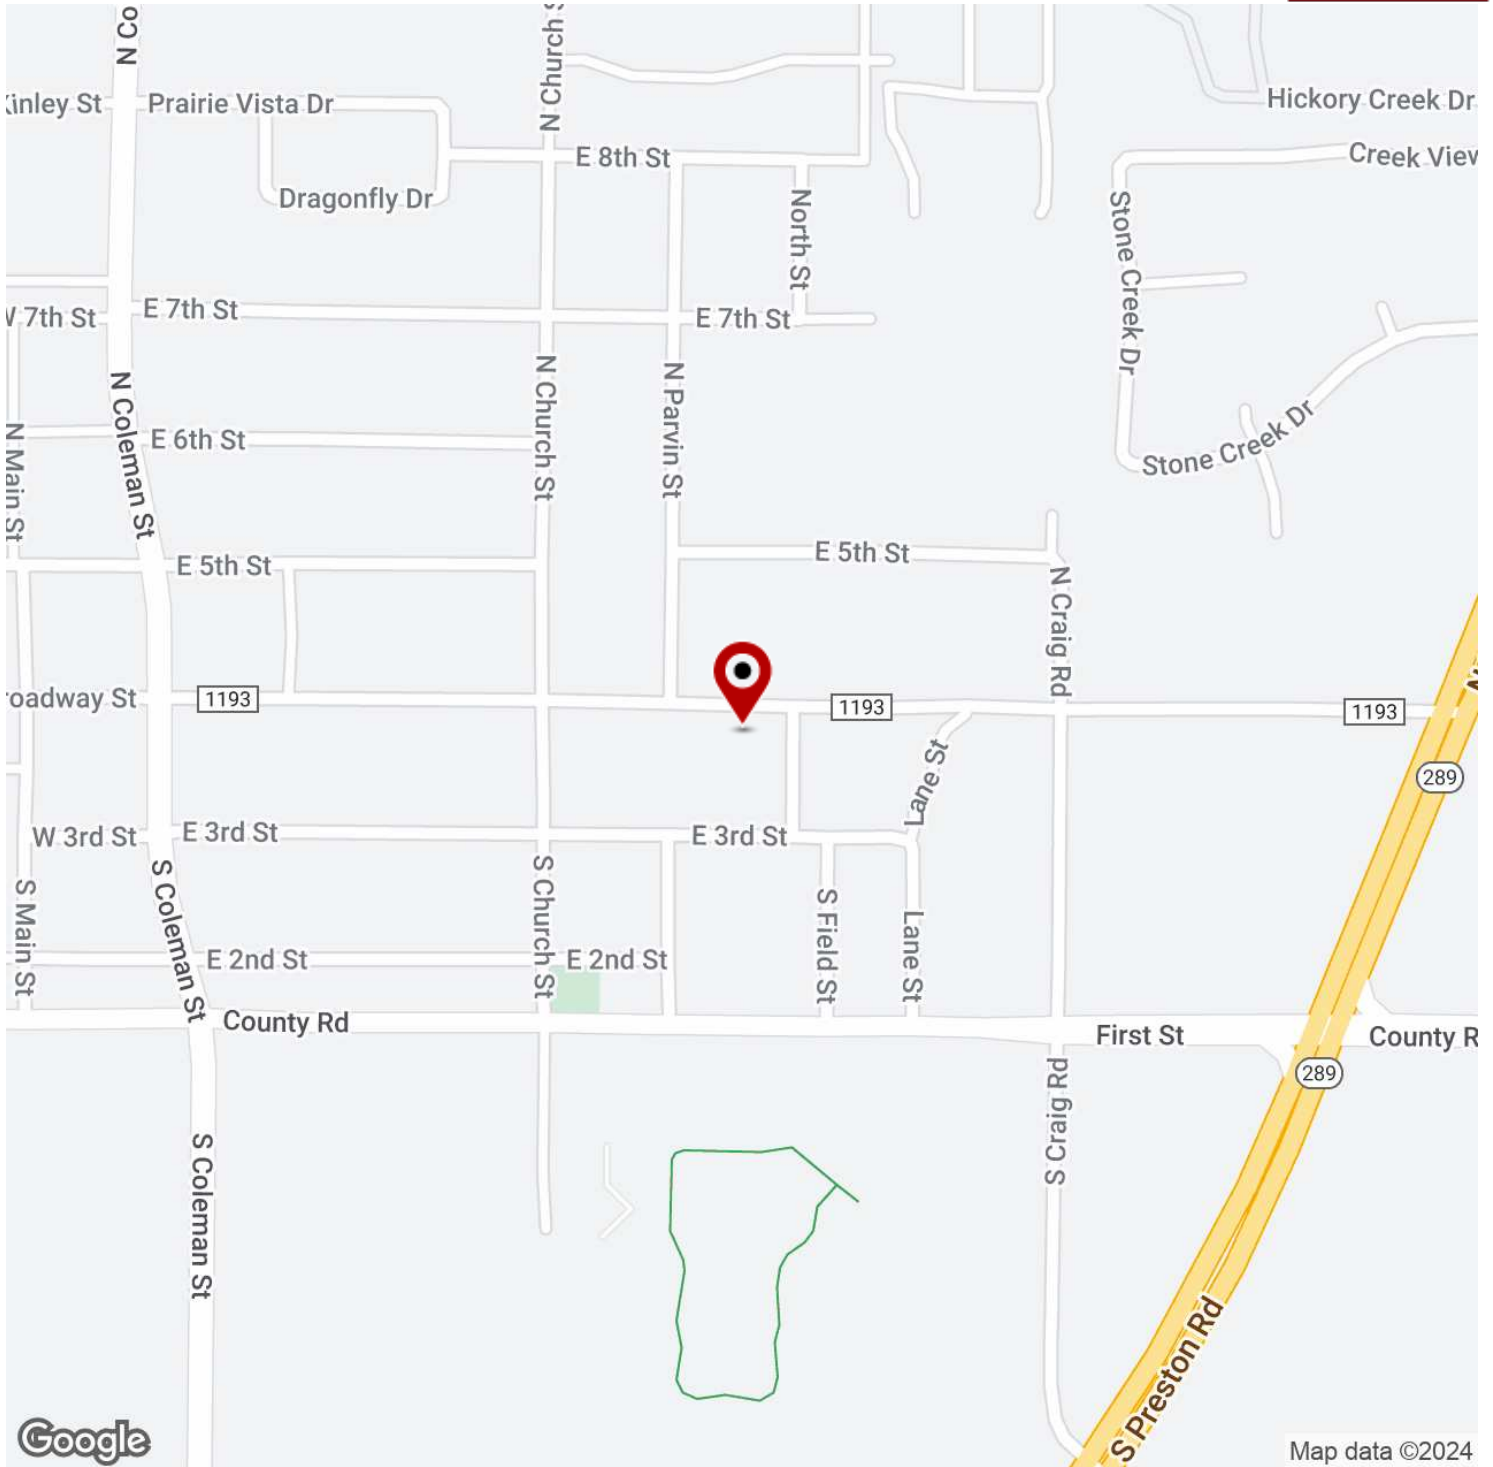 N Co
N Church S
Kinley St
Prairie Vista Dr
Hickory Creek Dr
E 8th St
Creek View
Dragonfly Dr
North St
Stone Creek Dr
W 7th St
E 7th St
E 7th St
N Coleman St
N Church St
N Parvin St
N Main St
E 6th St
Stone Creek Dr
E 5th St
E 5th St
N Craig Rd
roadway St
1193
1193
1193
N
289
Lane St
W 3rd St
E 3rd St
E 3rd St
S Coleman St
S Main St
S Church St
S Field St
Lane St
E 2nd St
E 2nd St
County Rd
First St
County R
289
S Craig Rd
S Coleman St
S Preston Rd
Google
Map data ©2024